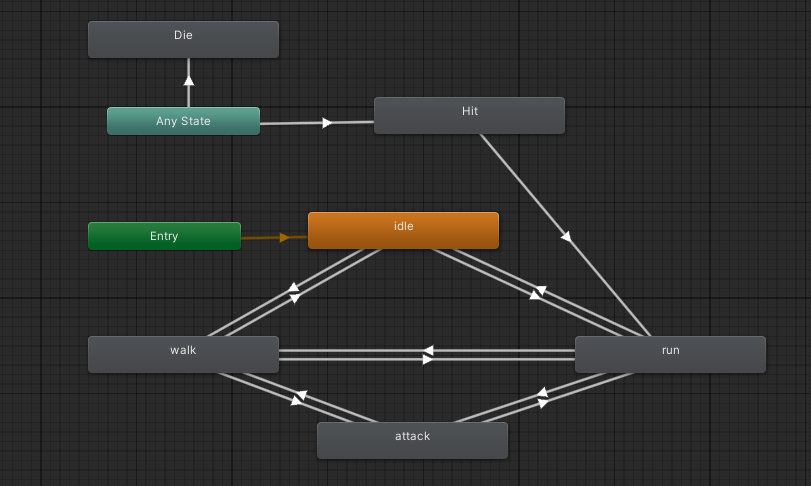 Die
Any State
Hit
Entry
idle
walk
run
attack